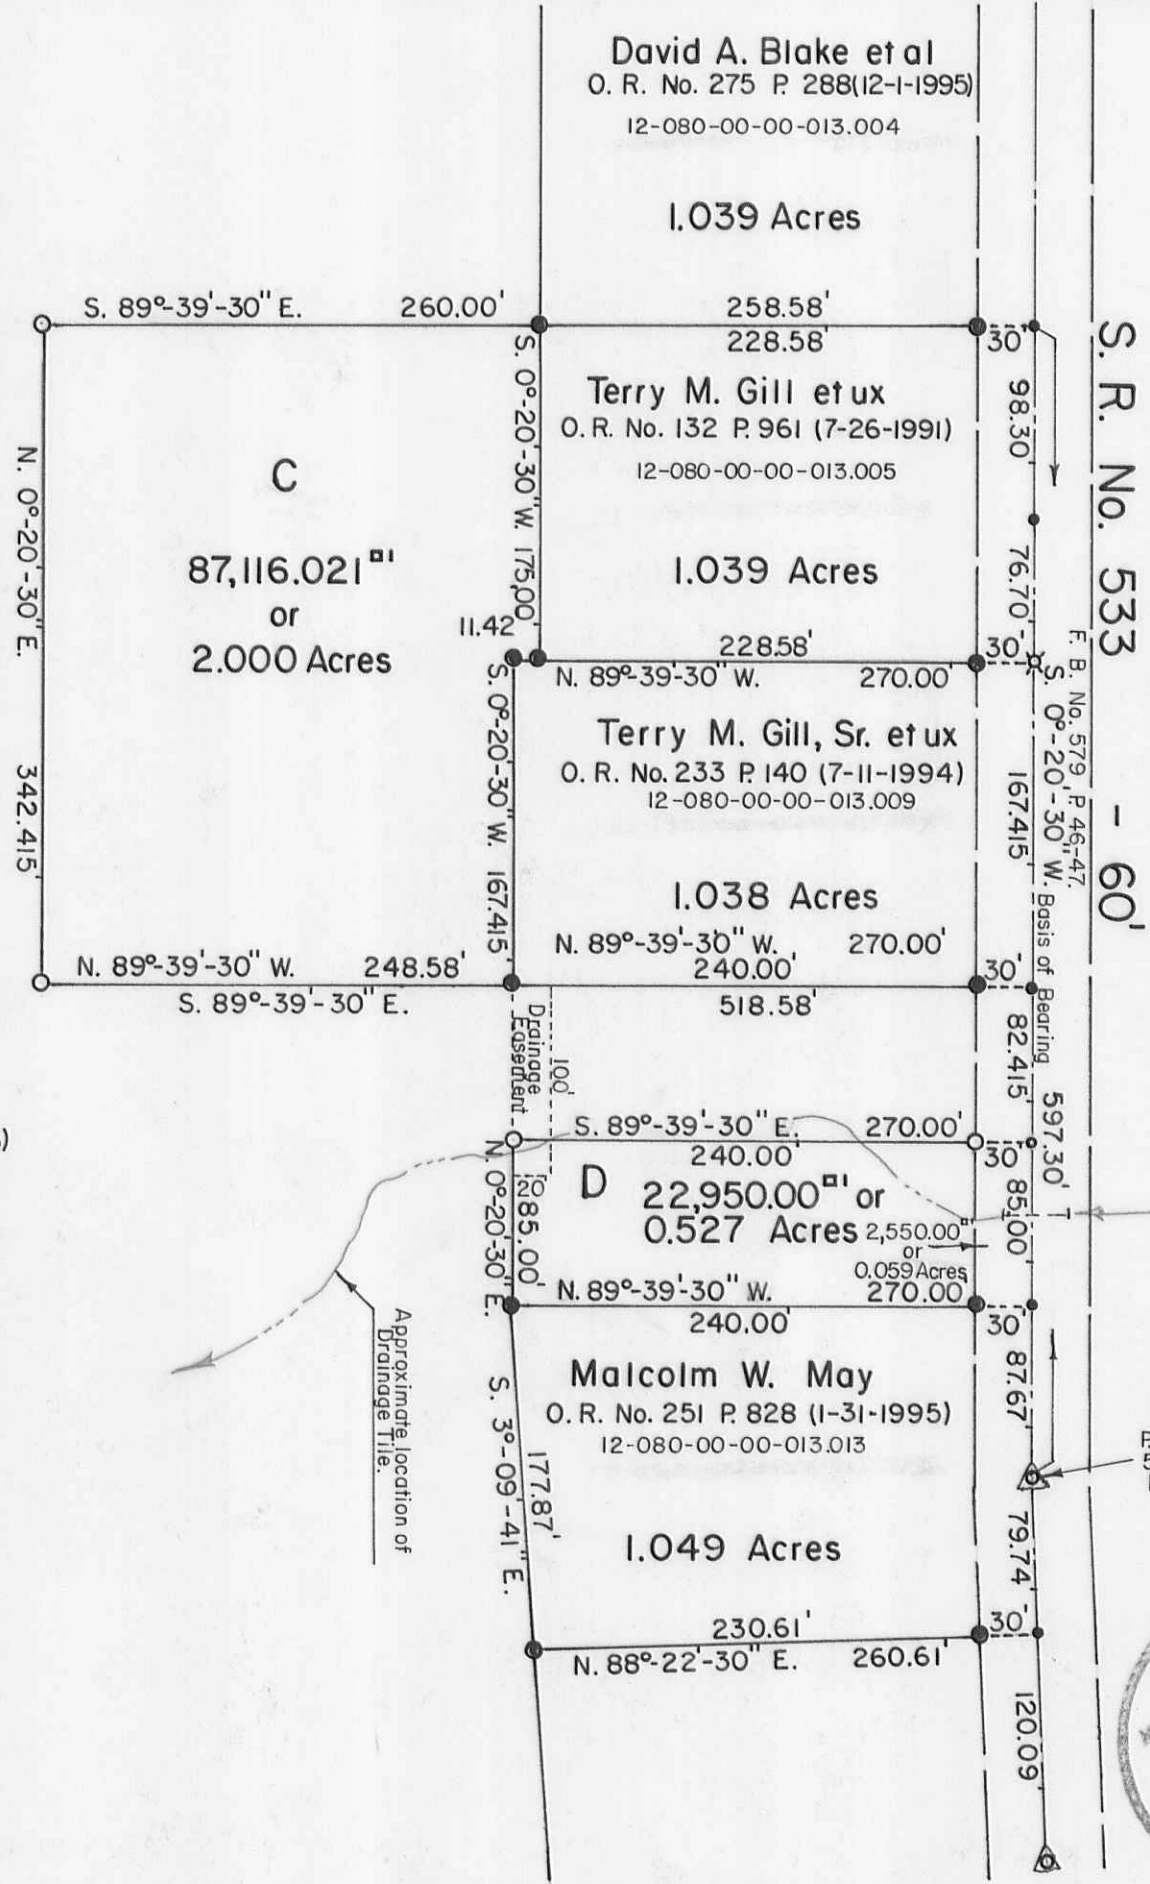 David A. Blake et al
O. R. No. 275 P. 288(12-1-1995)
12-080-00-00-013.004
1.039 Acres
S. R. No. 533 - 60'
S. 89°-39'-30" E. 260.00'
258.58'
228.58'
30'
98.30
76.70
S. 0°-20'-30" W. 175.00'
Terry M. Gill et ux
O. R. No. 132 P. 961 (7-26-1991)
12-080-00-00-013.005
1.039 Acres
N. 0°-20'-30" E. 342.415'
C
87,116.021 □'
or
2.000 Acres
11.42'
228.58'
30'
N. 89°-39'-30" W. 270.00'
F. B. No. 579 P. 46-47.
S. 0°-20'-30" W. Basis of Bearing 597.30'
S. 0°-20'-30" W. 167.415'
Terry M. Gill, Sr. et ux
O. R. No. 233 P. 140 (7-11-1994)
12-080-00-00-013.009
167.415'
1.038 Acres
N. 89°-39'-30" W. 270.00'
240.00'
30'
N. 89°-39'-30" W. 248.58'
S. 89°-39'-30" E.
518.58'
Drainage
Easement
100'
82.415'
S. 89°-39'-30" E. 270.00'
240.00'
30'
N. 0°-20'-30" E.
20'
85.00'
D
22,950.00 □' or
0.527 Acres
2,550.00 □'
or
0.059 Acres
85.00'
N. 89°-39'-30" W. 270.00'
240.00'
30'
87.67'
Approximate location of
Drainage Tile.
S. 3°-09'-41" E.
177.87'
Malcolm W. May
O. R. No. 251 P. 828 (1-31-1995)
12-080-00-00-013.013
1.049 Acres
79.74'
230.61'
30'
N. 88°-22'-30" E. 260.61'
120.09'